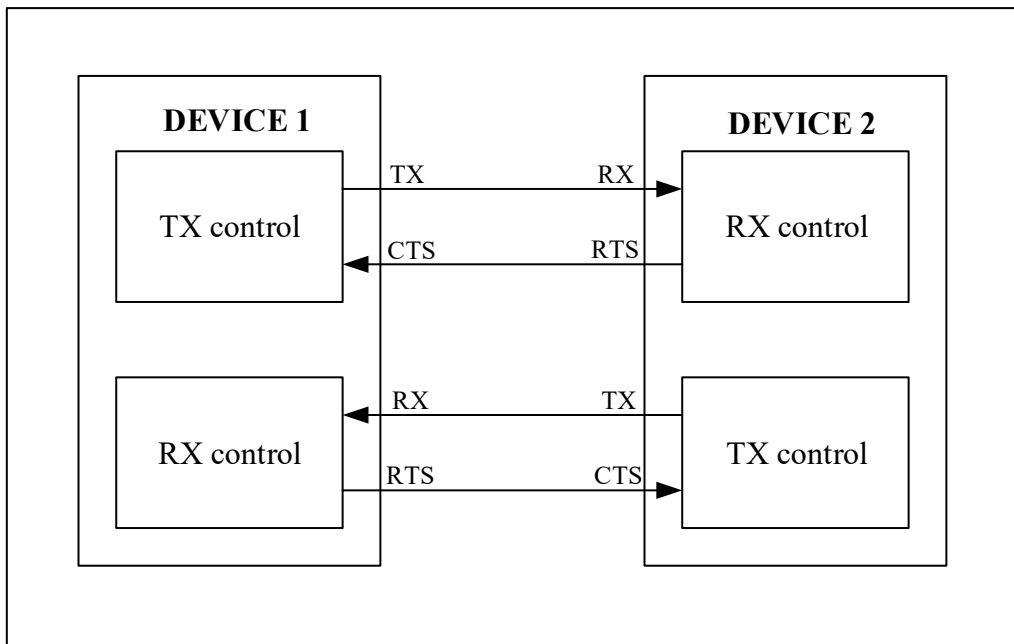 DEVICE 1
DEVICE 2
TX control
TX
RX
RX control
CTS
RTS
RX control
RX
TX
TX control
RTS
CTS